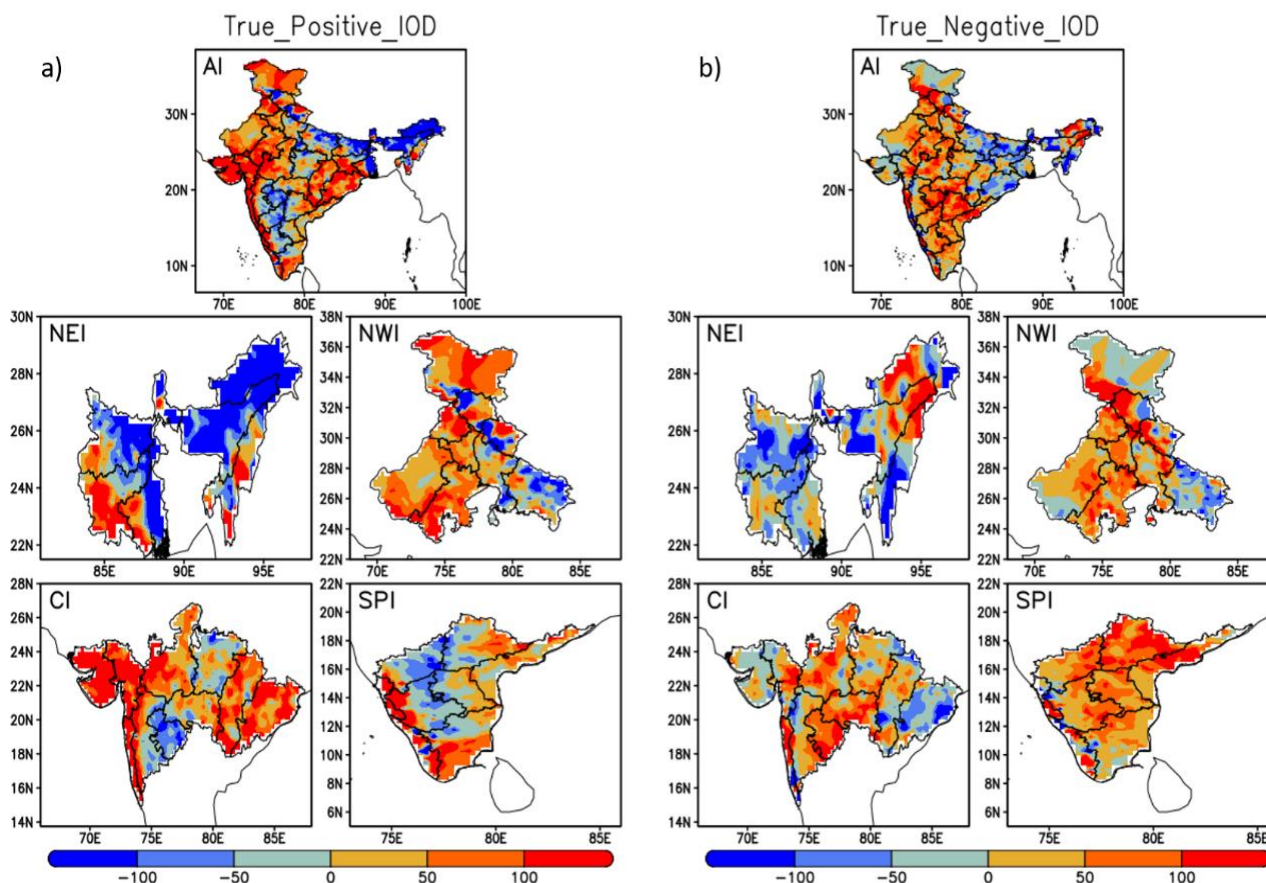 True_Positive_IOD
a)
AI
30N
20N
10N
70E 80E 90E 100E
NEI
30N
28N
26N
24N
22N
85E 90E 95E
NWI
38N
36N
34N
32N
30N
28N
26N
24N
22N
70E 75E 80E 85E
CI
28N
26N
24N
22N
20N
18N
16N
14N
70E 75E 80E 85E
SPI
22N
20N
18N
16N
14N
12N
10N
8N
6N
75E 80E 85E
−100 −50 0 50 100
True_Negative_IOD
b)
AI
30N
20N
10N
70E 80E 90E 100E
NEI
30N
28N
26N
24N
22N
85E 90E 95E
NWI
38N
36N
34N
32N
30N
28N
26N
24N
22N
70E 75E 80E 85E
CI
28N
26N
24N
22N
20N
18N
16N
14N
70E 75E 80E 85E
SPI
22N
20N
18N
16N
14N
12N
10N
8N
6N
75E 80E 85E
−100 −50 0 50 100